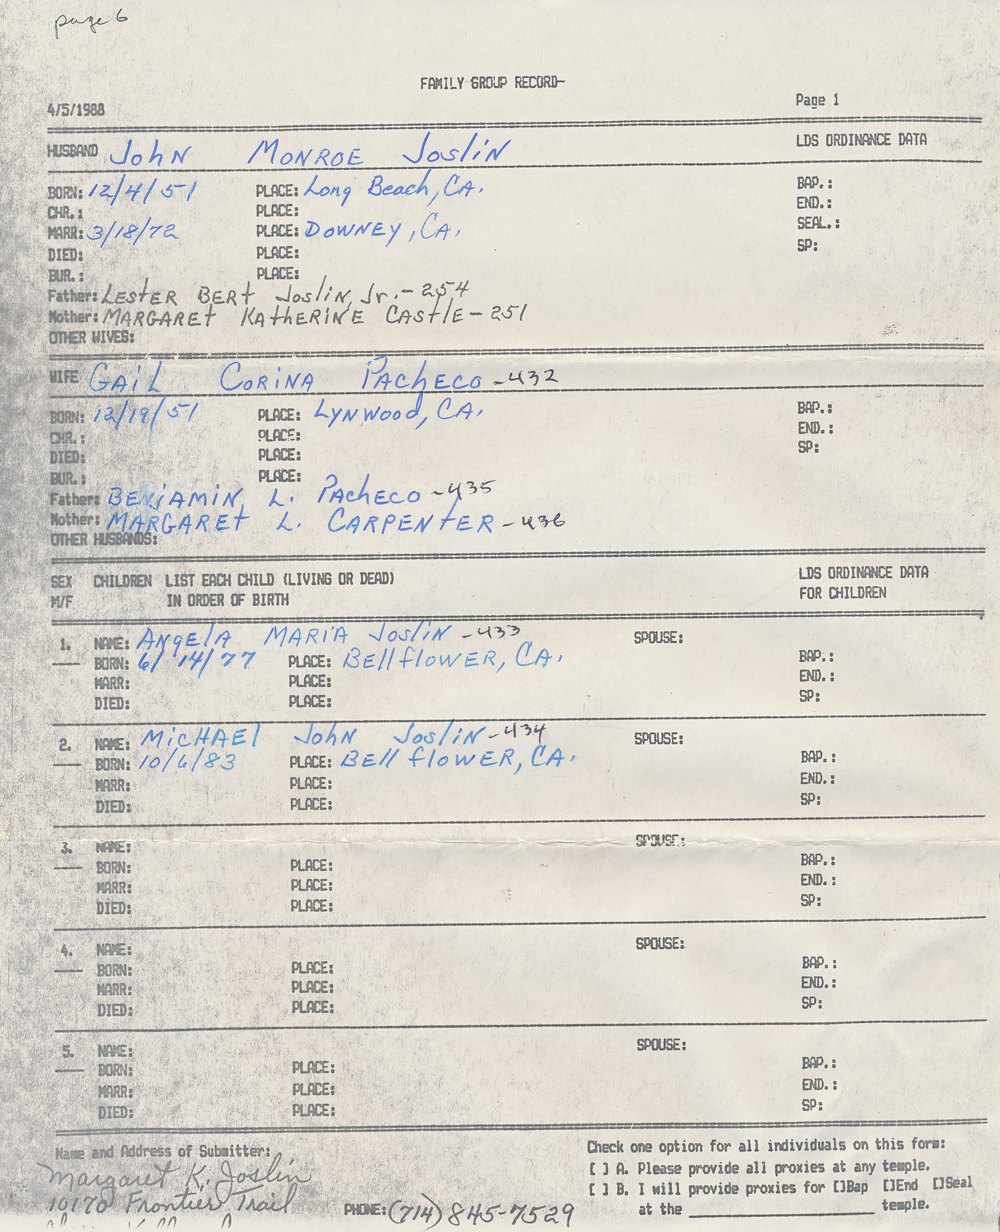 page 6
FAMILY GROUP RECORD-
4/5/1988 Page 1
HUSBAND John MONROE Joslin LDS ORDINANCE DATA
BORN: 12/4/51 PLACE: Long Beach, CA. BAP.:
CHR.: PLACE: END.:
MARR: 3/18/72 PLACE: DOWNEY, CA. SEAL.:
DIED: PLACE: SP:
BUR.: PLACE:
Father: LESTER BERT Joslin, Jr. - 254
Mother: MARGARET KATHERINE CASTLE - 251
OTHER WIVES:
WIFE GAIL CORINA PACHECO - 432
BORN: 12/19/51 PLACE: LYNWOOD, CA. BAP.:
CHR.: PLACE: END.:
DIED: PLACE: SP:
BUR.: PLACE:
Father: BENJAMIN L. PACHECO - 435
Mother: MARGARET L. CARPENTER - 436
OTHER HUSBANDS:
SEX CHILDREN LIST EACH CHILD (LIVING OR DEAD) LDS ORDINANCE DATA
M/F IN ORDER OF BIRTH FOR CHILDREN
1. NAME: ANGELA MARIA JOSLIN - 433 SPOUSE:
BORN: 6/14/77 PLACE: BELLFLOWER, CA. BAP.:
MARR: PLACE: END.:
DIED: PLACE: SP:
2. NAME: MICHAEL John Joslin - 434 SPOUSE:
BORN: 10/6/83 PLACE: BELLFLOWER, CA. BAP.:
MARR: PLACE: END.:
DIED: PLACE: SP:
3. NAME: SPOUSE:
BORN: PLACE: BAP.:
MARR: PLACE: END.:
DIED: PLACE: SP:
4. NAME: SPOUSE:
BORN: PLACE: BAP.:
MARR: PLACE: END.:
DIED: PLACE: SP:
5. NAME: SPOUSE:
BORN: PLACE: BAP.:
MARR: PLACE: END.:
DIED: PLACE: SP:
Name and Address of Submitter: Check one option for all individuals on this form:
Margaret K. Joslin [ ] A. Please provide all proxies at any temple.
10170 Frontier Trail [ ] B. I will provide proxies for []Bap []End []Seal
PHONE: (714) 845-7529 at the ____ temple.